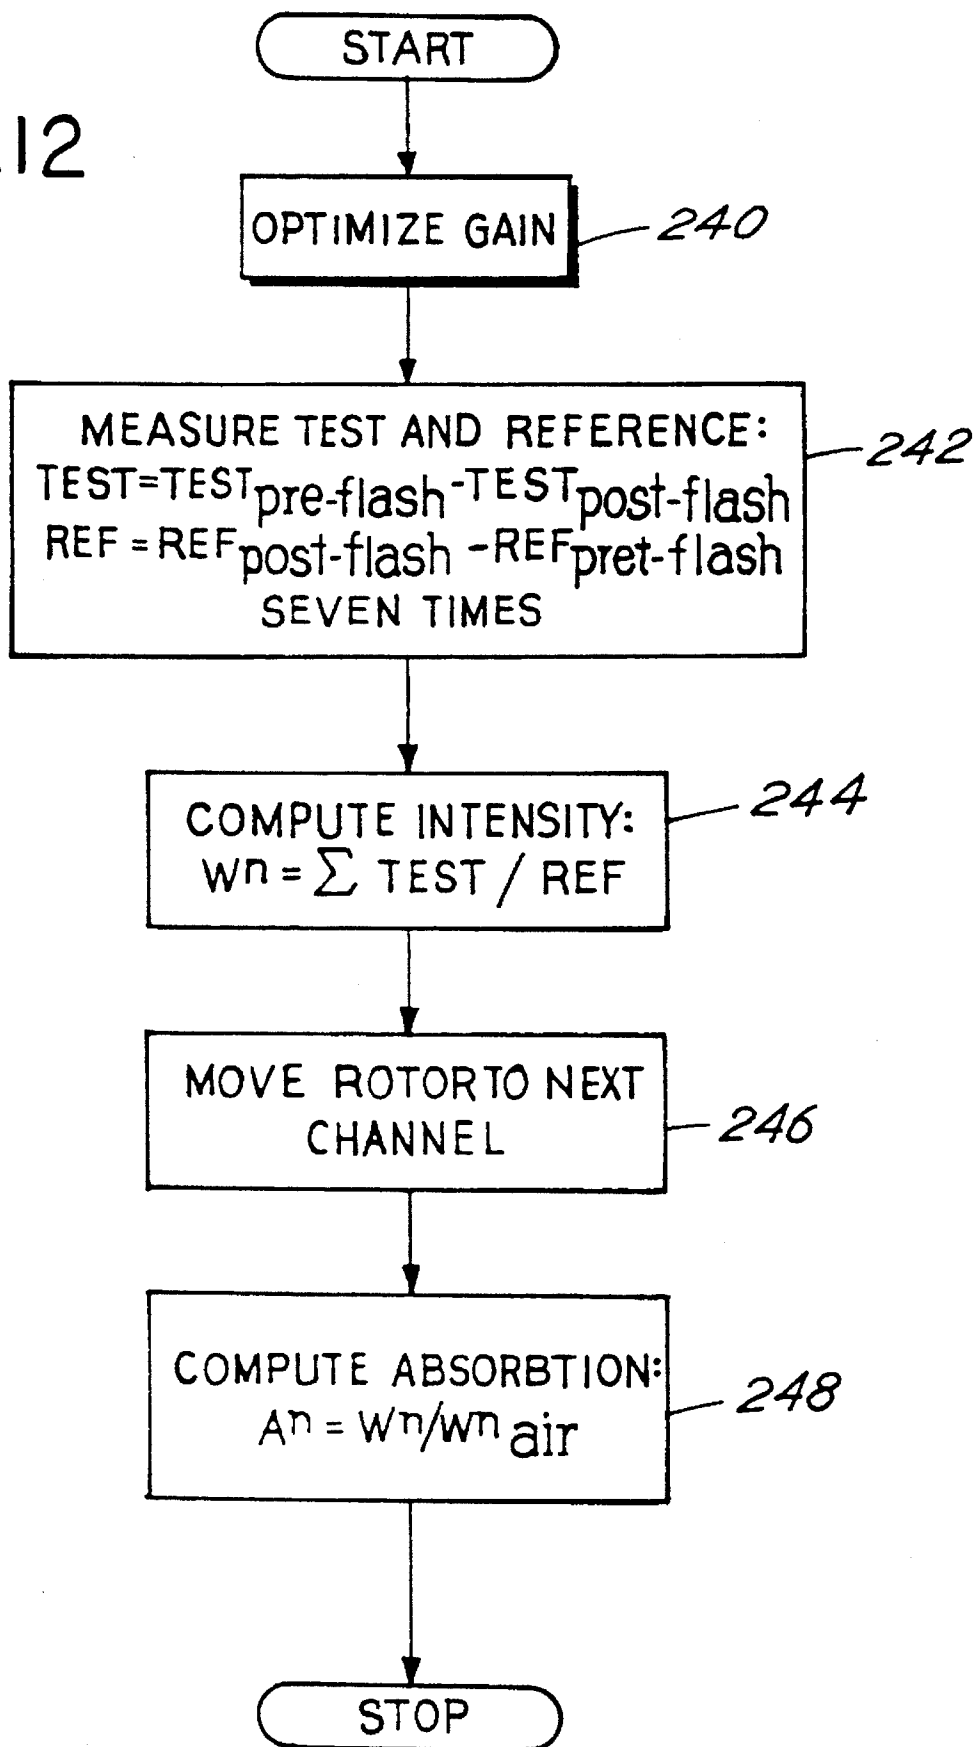 START
.12
OPTIMIZE GAIN
240
MEASURE TEST AND REFERENCE:
242
TEST=TESTpre-flash-TESTpost-flash
REF=REFpost-flash-REFpret-flash
SEVEN TIMES
244
COMPUTE INTENSITY:
Wn = Σ TEST / REF
MOVE ROTOR TO NEXT
CHANNEL
246
COMPUTE ABSORBTION:
248
An = Wn/Wn air
STOP